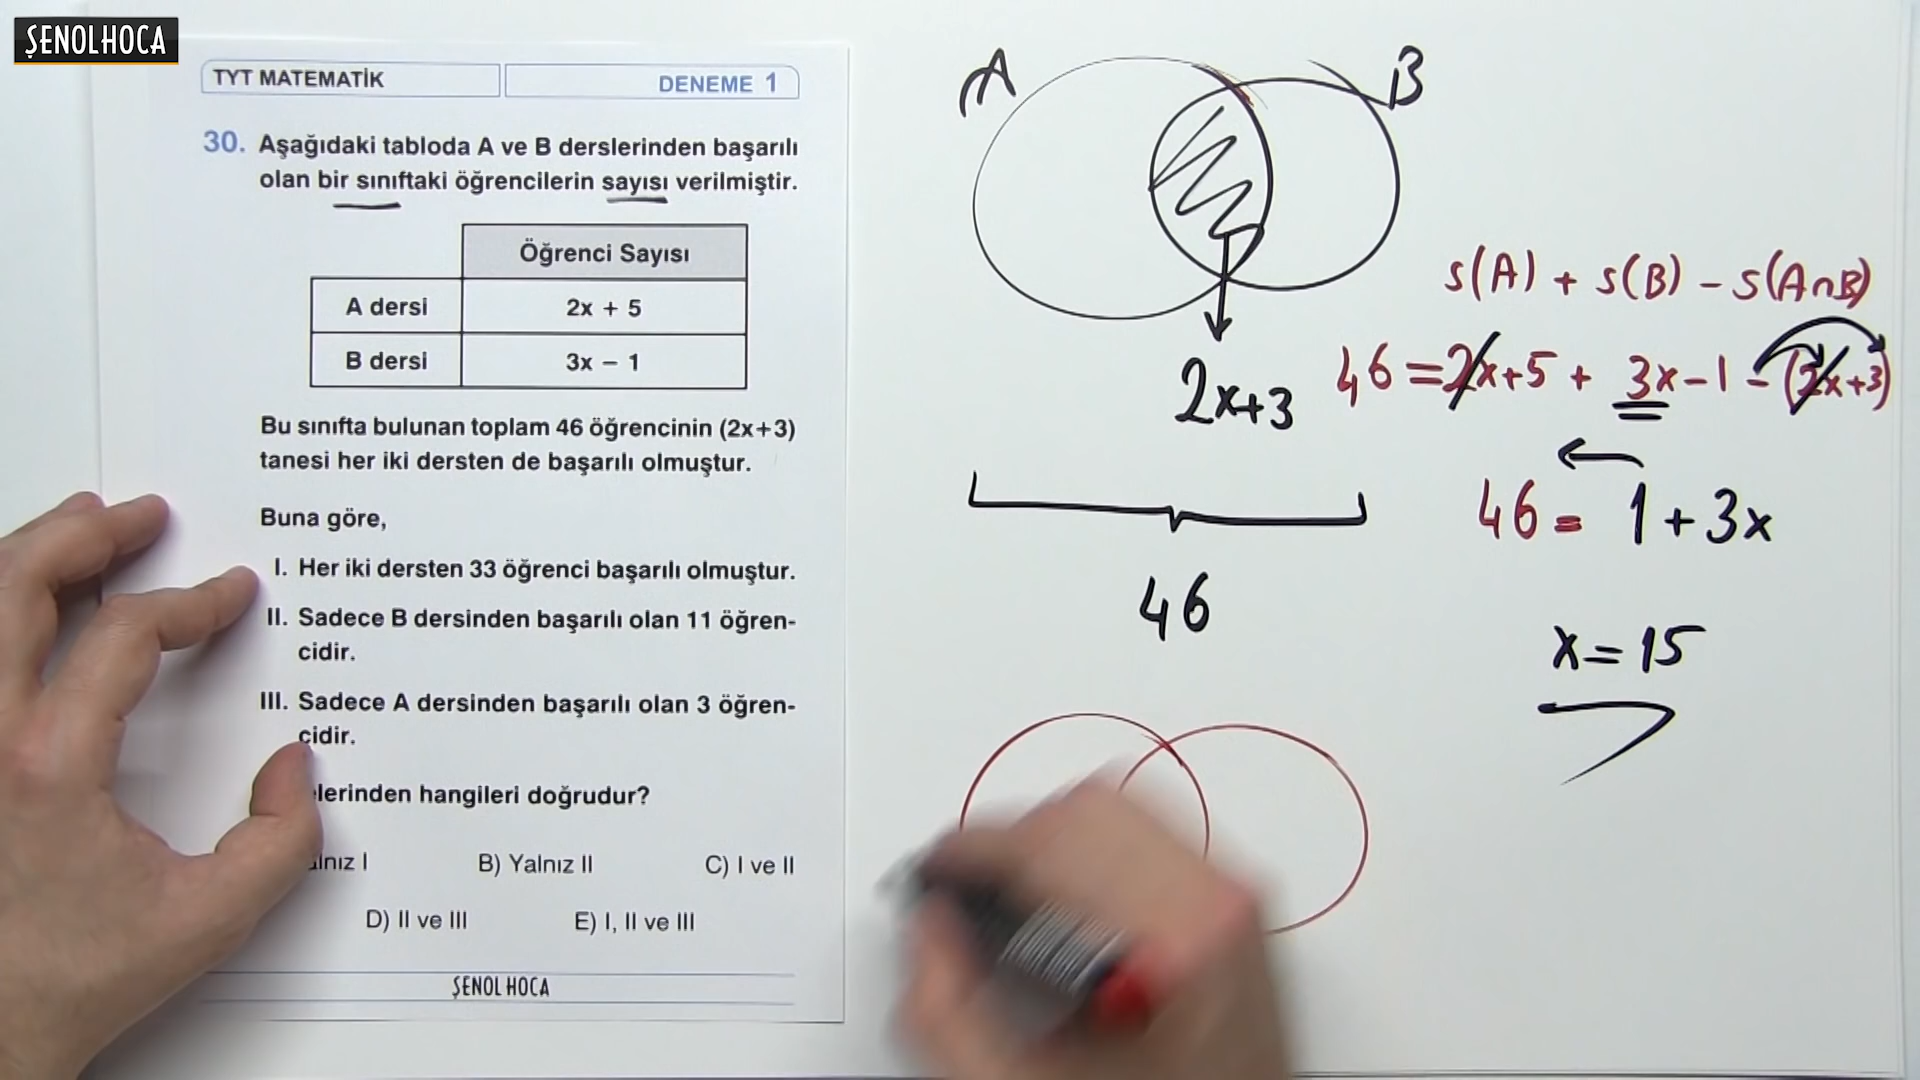 ŞENOLHOCA
TYT MATEMATİK
DENEME 1
30. Aşağıdaki tabloda A ve B derslerinden başarılı
olan bir sınıftaki öğrencilerin sayısı verilmiştir.
Öğrenci Sayısı
A dersi 2x + 5
B dersi 3x − 1
Bu sınıfta bulunan toplam 46 öğrencinin (2x+3)
tanesi her iki dersten de başarılı olmuştur.
Buna göre,
I. Her iki dersten 33 öğrenci başarılı olmuştur.
II. Sadece B dersinden başarılı olan 11 öğren-
cidir.
III. Sadece A dersinden başarılı olan 3 öğren-
cidir.
hangileri doğrudur?
I B) Yalnız II C) I ve II
D) II ve III E) I, II ve III
ŞENOL HOCA
A B
2x+3
46
s(A) + s(B) − s(A∩B)
46 = 2x+5 + 3x−1 − (2x+3)
46 = 1 + 3x
x = 15